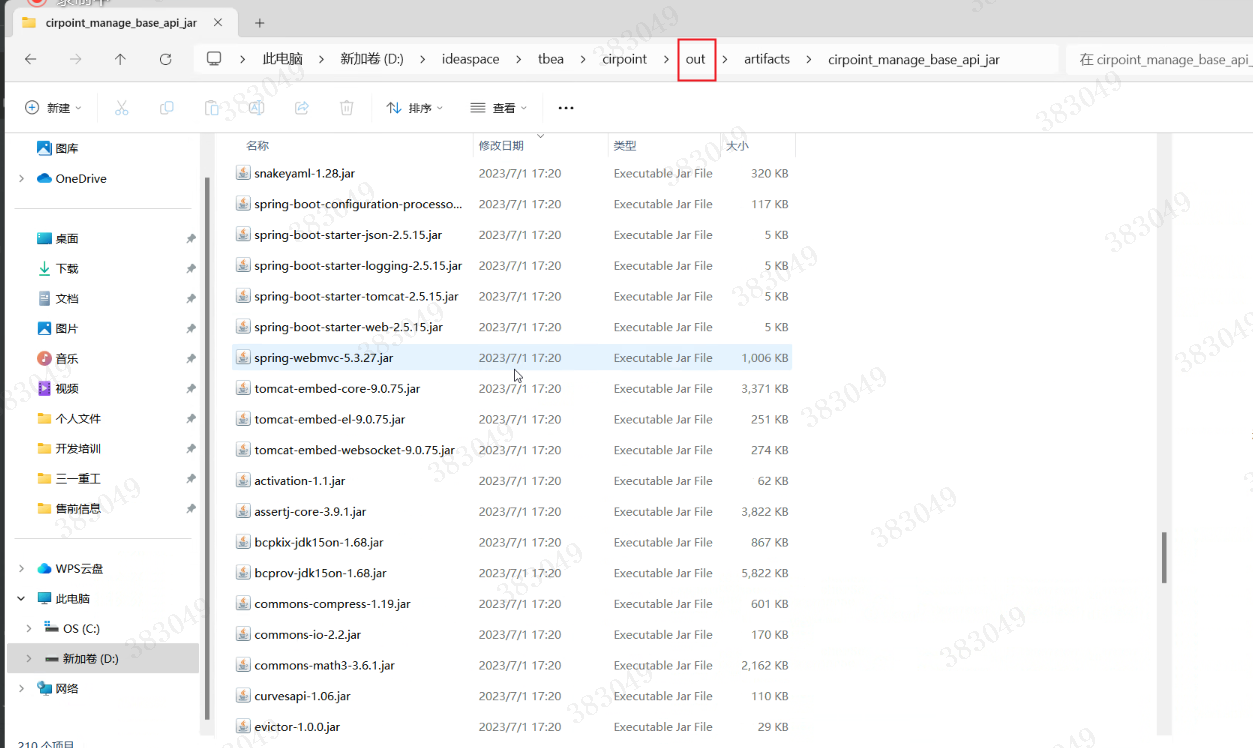 cirpoint_manage_base_api_jar
此电脑 新加卷 (D:) ideaspace tbea cirpoint out artifacts cirpoint_manage_base_api_jar 在 cirpoint_manage_base_api_
新建 排序 查看
图库
OneDrive
桌面
下载
文档
图片
音乐
视频
个人文件
开发培训
三一重工
售前信息
WPS云盘
此电脑
OS (C:)
新加卷 (D:)
网络
210 个项目
名称 修改日期 类型 大小
snakeyaml-1.28.jar 2023/7/1 17:20 Executable Jar File 320 KB
spring-boot-configuration-processo... 2023/7/1 17:20 Executable Jar File 117 KB
spring-boot-starter-json-2.5.15.jar 2023/7/1 17:20 Executable Jar File 5 KB
spring-boot-starter-logging-2.5.15.jar 2023/7/1 17:20 Executable Jar File 5 KB
spring-boot-starter-tomcat-2.5.15.jar 2023/7/1 17:20 Executable Jar File 5 KB
spring-boot-starter-web-2.5.15.jar 2023/7/1 17:20 Executable Jar File 5 KB
spring-webmvc-5.3.27.jar 2023/7/1 17:20 Executable Jar File 1,006 KB
tomcat-embed-core-9.0.75.jar 2023/7/1 17:20 Executable Jar File 3,371 KB
tomcat-embed-el-9.0.75.jar 2023/7/1 17:20 Executable Jar File 251 KB
tomcat-embed-websocket-9.0.75.jar 2023/7/1 17:20 Executable Jar File 274 KB
activation-1.1.jar 2023/7/1 17:20 Executable Jar File 62 KB
assertj-core-3.9.1.jar 2023/7/1 17:20 Executable Jar File 3,822 KB
bcpkix-jdk15on-1.68.jar 2023/7/1 17:20 Executable Jar File 867 KB
bcprov-jdk15on-1.68.jar 2023/7/1 17:20 Executable Jar File 5,822 KB
commons-compress-1.19.jar 2023/7/1 17:20 Executable Jar File 601 KB
commons-io-2.2.jar 2023/7/1 17:20 Executable Jar File 170 KB
commons-math3-3.6.1.jar 2023/7/1 17:20 Executable Jar File 2,162 KB
curvesapi-1.06.jar 2023/7/1 17:20 Executable Jar File 110 KB
evictor-1.0.0.jar 2023/7/1 17:20 Executable Jar File 29 KB
383049